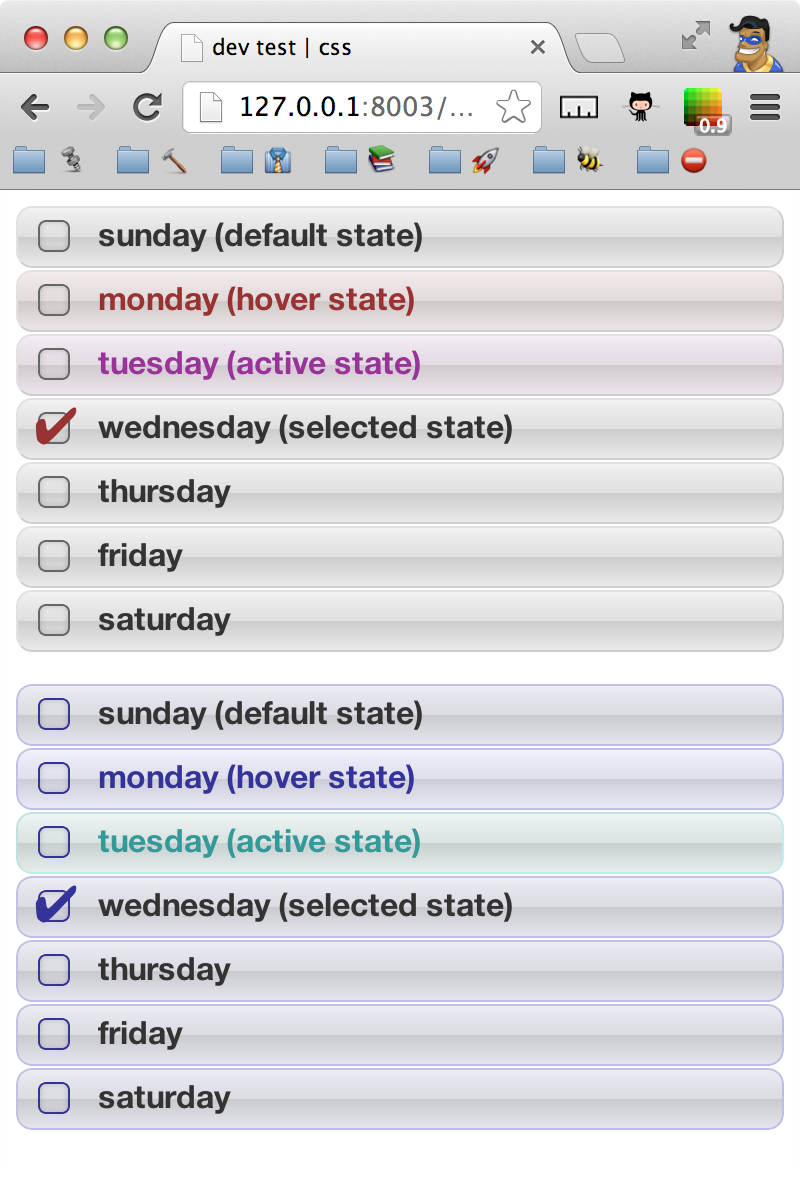 dev test | css
127.0.0.1:8003/...
0.9
sunday (default state)
monday (hover state)
tuesday (active state)
wednesday (selected state)
thursday
friday
saturday
sunday (default state)
monday (hover state)
tuesday (active state)
wednesday (selected state)
thursday
friday
saturday